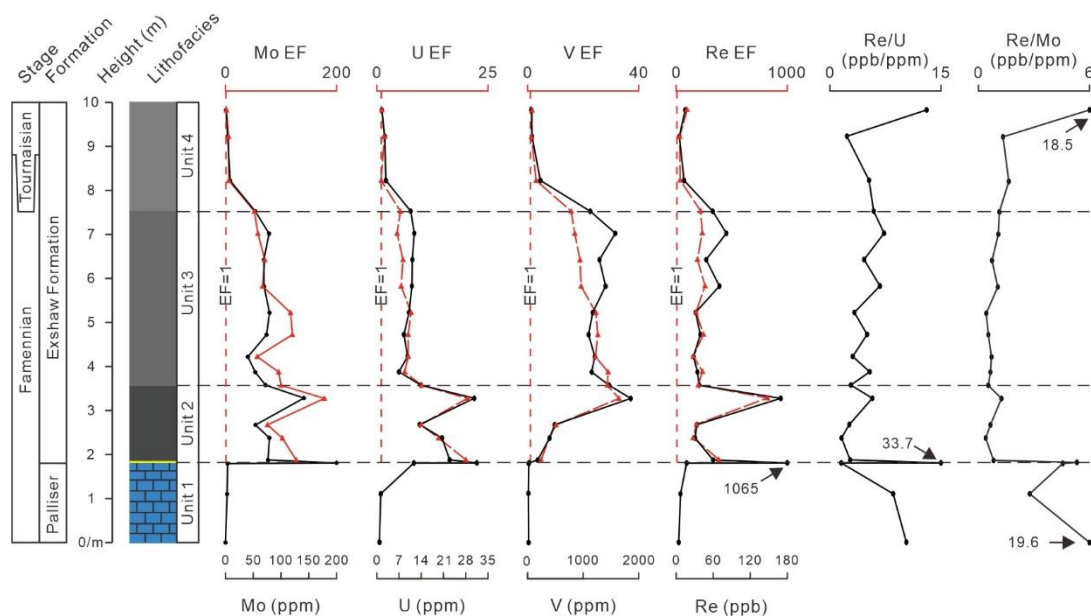 Stage
Formation
Height (m)
Lithofacies
Mo EF
U EF
V EF
Re EF
Re/U
(ppb/ppm)
Re/Mo
(ppb/ppm)
0 200
0 25
0 40
0 1000
0 15
0 6
Tournaisian
Famennian
Exshaw Formation
Palliser
10
9
8
7
6
5
4
3
2
1
0/m
Unit 4
Unit 3
Unit 2
Unit 1
EF=1
EF=1
EF=1
EF=1
18.5
33.7
1065
19.6
0 50 100 150 200
0 7 14 21 28 35
0 1000 2000
0 60 120 180
Mo (ppm)
U (ppm)
V (ppm)
Re (ppb)